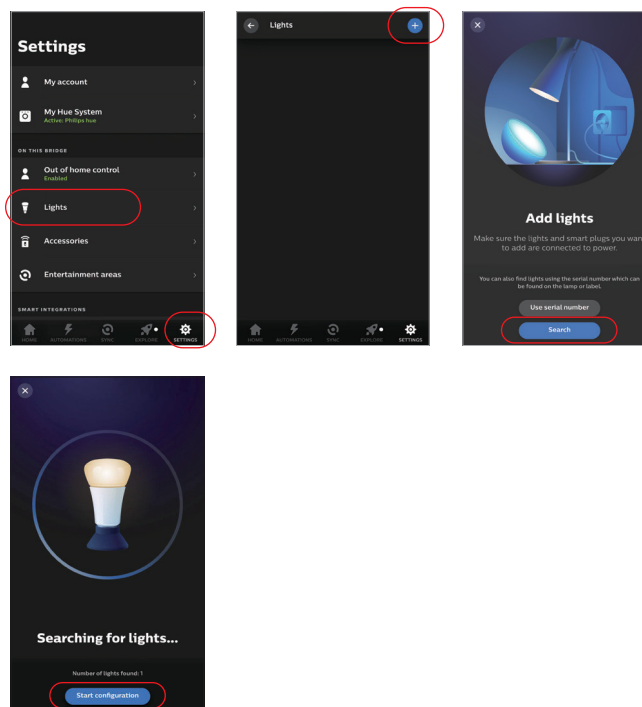 Settings
My account
My Hue System
Active: Philips hue
ON THIS BRIDGE
Out of home control
Enabled
Lights
Accessories
Entertainment areas
SMART INTEGRATIONS
HOME AUTOMATIONS SYNC EXPLORE SETTINGS
Lights
HOME AUTOMATIONS SYNC EXPLORE SETTINGS
Add lights
Make sure the lights and smart plugs you want
to add are connected to power.
You can also find lights using the serial number which can
be found on the lamp or label.
Use serial number
Search
Searching for lights...
Number of lights found: 1
Start configuration